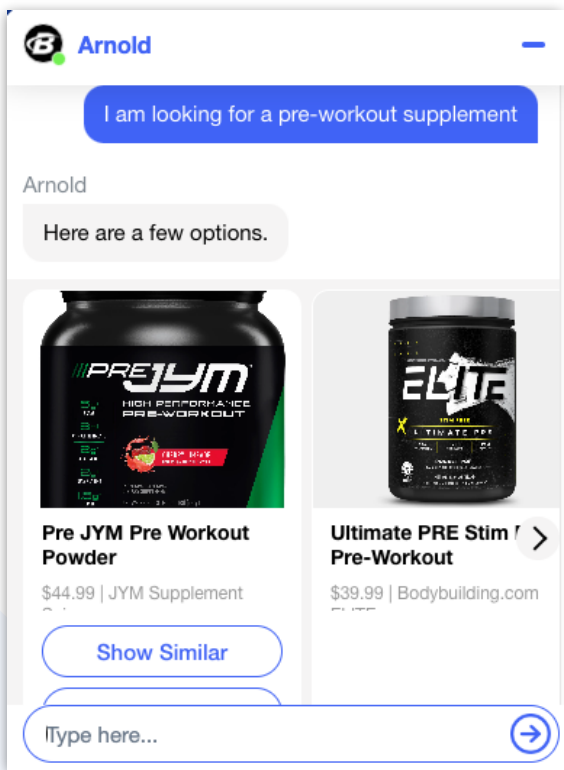 Arnold
I am looking for a pre-workout supplement
Arnold
Here are a few options.
PRE JYM
HIGH PERFORMANCE
PRE-WORKOUT
Pre JYM Pre Workout
Powder
$44.99 | JYM Supplement
Show Similar
ELITE
ULTIMATE PRE
Ultimate PRE Stim
Pre-Workout
$39.99 | Bodybuilding.com
Type here...